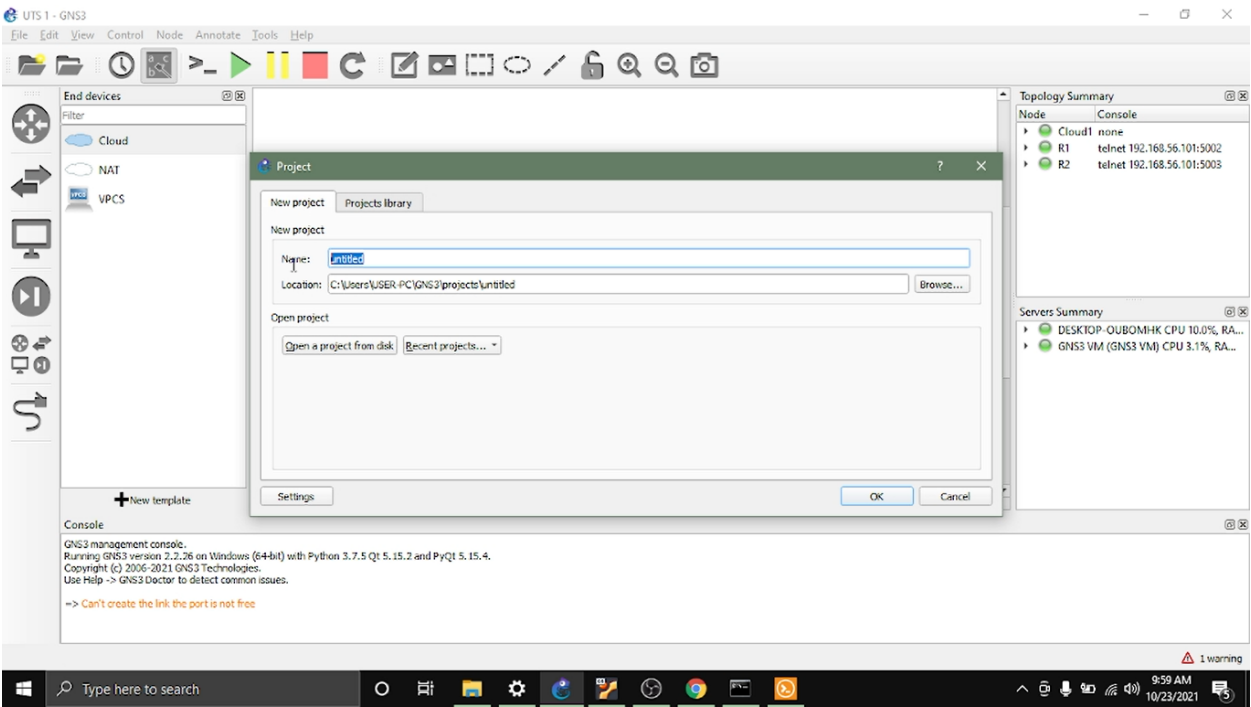 UTS 1 - GNS3
File Edit View Control Node Annotate Tools Help
End devices
Filter
Cloud
NAT
VPCS
New template
Project
New project
Projects library
New project
Name: untitled
Location: C:\Users\USER-PC\GNS3\projects\untitled
Browse...
Open project
Open a project from disk
Recent projects...
Settings
OK
Cancel
Topology Summary
Node Console
Cloud1 none
R1 telnet 192.168.56.101:5002
R2 telnet 192.168.56.101:5003
Servers Summary
DESKTOP-OUBOMHK CPU 10.0%, RA...
GNS3 VM (GNS3 VM) CPU 3.1%, RA...
Console
GNS3 management console.
Running GNS3 version 2.2.26 on Windows (64-bit) with Python 3.7.5 Qt 5.15.2 and PyQt 5.15.4.
Copyright (c) 2006-2021 GNS3 Technologies.
Use Help -> GNS3 Doctor to detect common issues.
=> Can't create the link the port is not free
1 warning
Type here to search
9:59 AM
10/23/2021
5